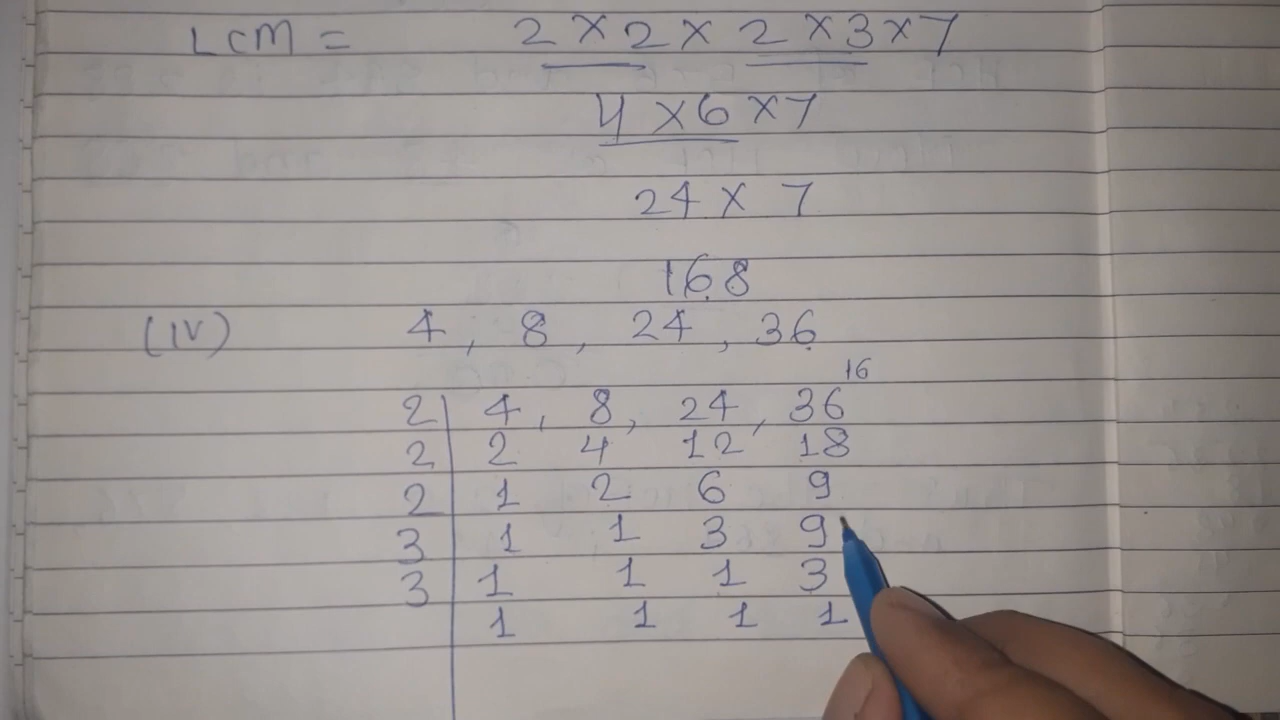 LCM = 2 × 2 × 2 × 3 × 7
4 × 6 × 7
24 × 7
168
(IV) 4, 8, 24, 36
16
2 | 4, 8, 24, 36
2 | 2 4 12 18
2 | 1 2 6 9
3 | 1 1 3 9
3 | 1 1 1 3
1 1 1 1